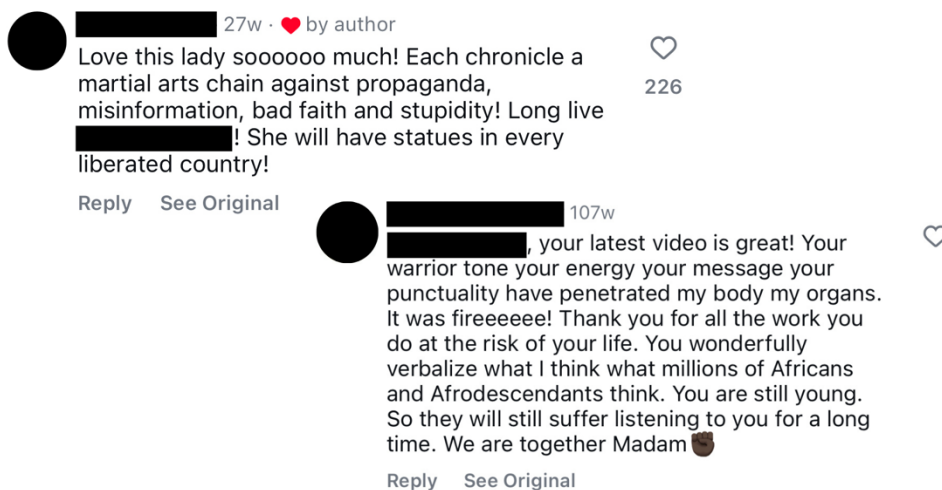 27w · ❤ by author
Love this lady soooooo much! Each chronicle a
martial arts chain against propaganda,
misinformation, bad faith and stupidity! Long live
! She will have statues in every
liberated country!
226
Reply See Original
107w
, your latest video is great! Your
warrior tone your energy your message your
punctuality have penetrated my body my organs.
It was fireeeeee! Thank you for all the work you
do at the risk of your life. You wonderfully
verbalize what I think what millions of Africans
and Afrodescendants think. You are still young.
So they will still suffer listening to you for a long
time. We are together Madam✊🏿
Reply See Original